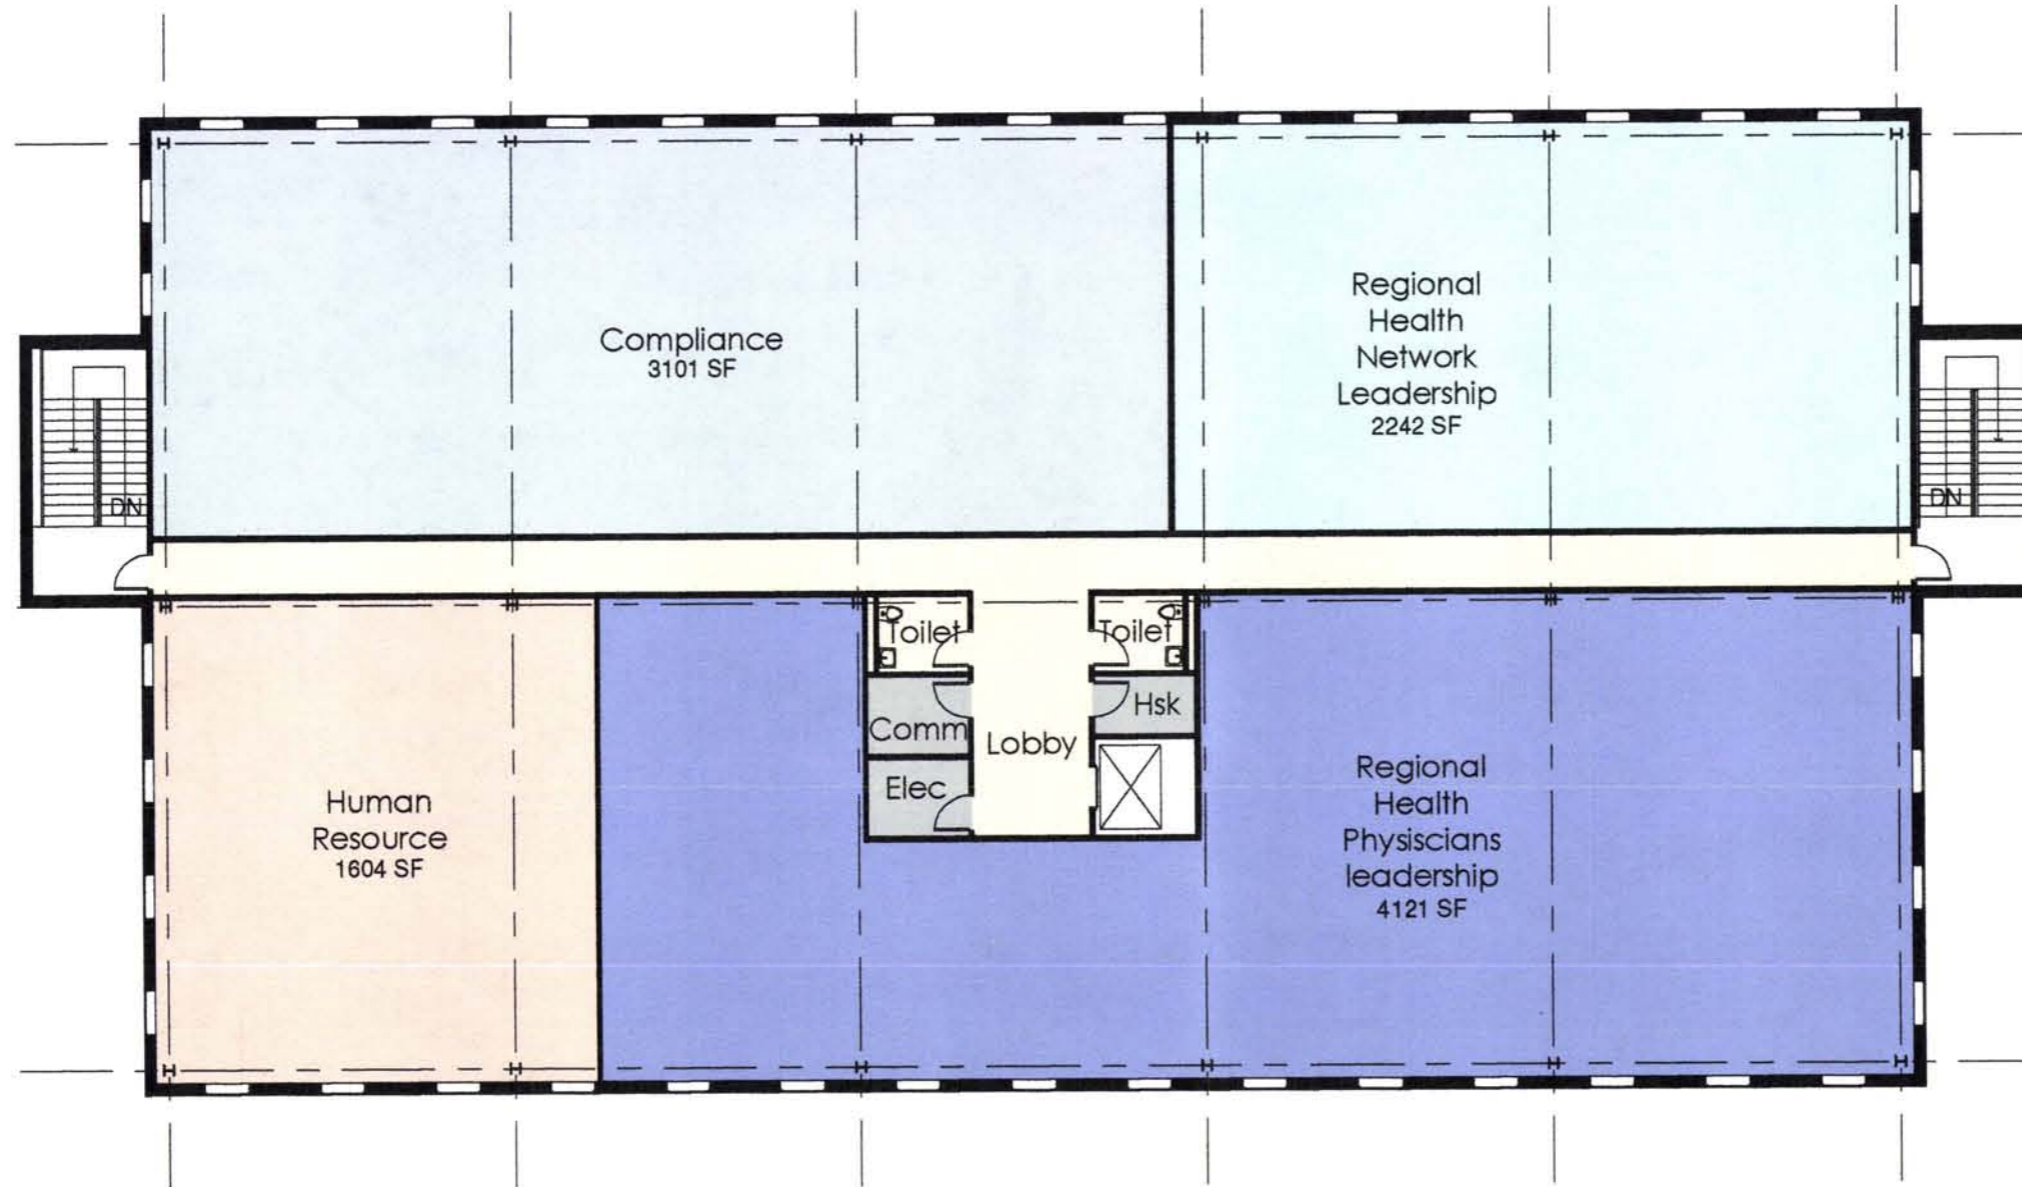 Compliance
3101 SF
Regional
Health
Network
Leadership
2242 SF
DN
DN
Toilet
Toilet
Comm
Hsk
Lobby
Elec
Human
Resource
1604 SF
Regional
Health
Physiscians
leadership
4121 SF